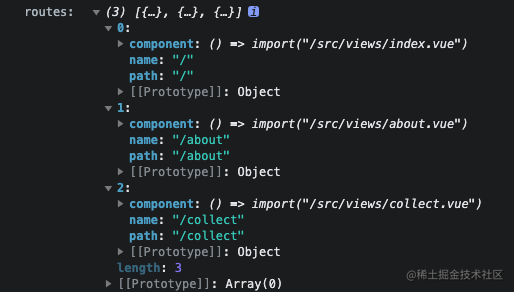 routes: ▼ (3) [{…}, {…}, {…}] i
▼ 0:
▶ component: () => import("/src/views/index.vue")
name: "/"
path: "/"
▶ [[Prototype]]: Object
▼ 1:
▶ component: () => import("/src/views/about.vue")
name: "/about"
path: "/about"
▶ [[Prototype]]: Object
▼ 2:
▶ component: () => import("/src/views/collect.vue")
name: "/collect"
path: "/collect"
▶ [[Prototype]]: Object
length: 3
▶ [[Prototype]]: Array(0)
@稀土掘金技术社区